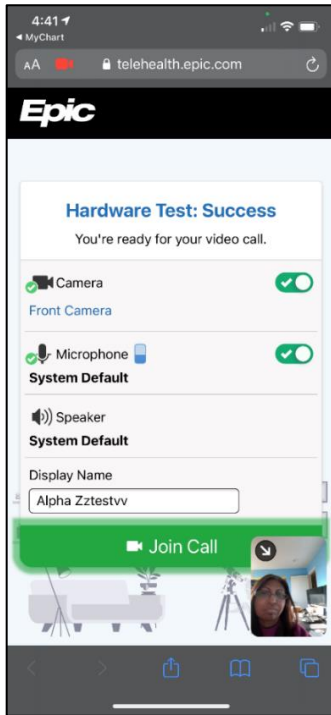 4:41
◀ MyChart
AA telehealth.epic.com
Epic
Hardware Test: Success
You're ready for your video call.
Camera
Front Camera
Microphone
System Default
Speaker
System Default
Display Name
Alpha Zztestvv
Join Call